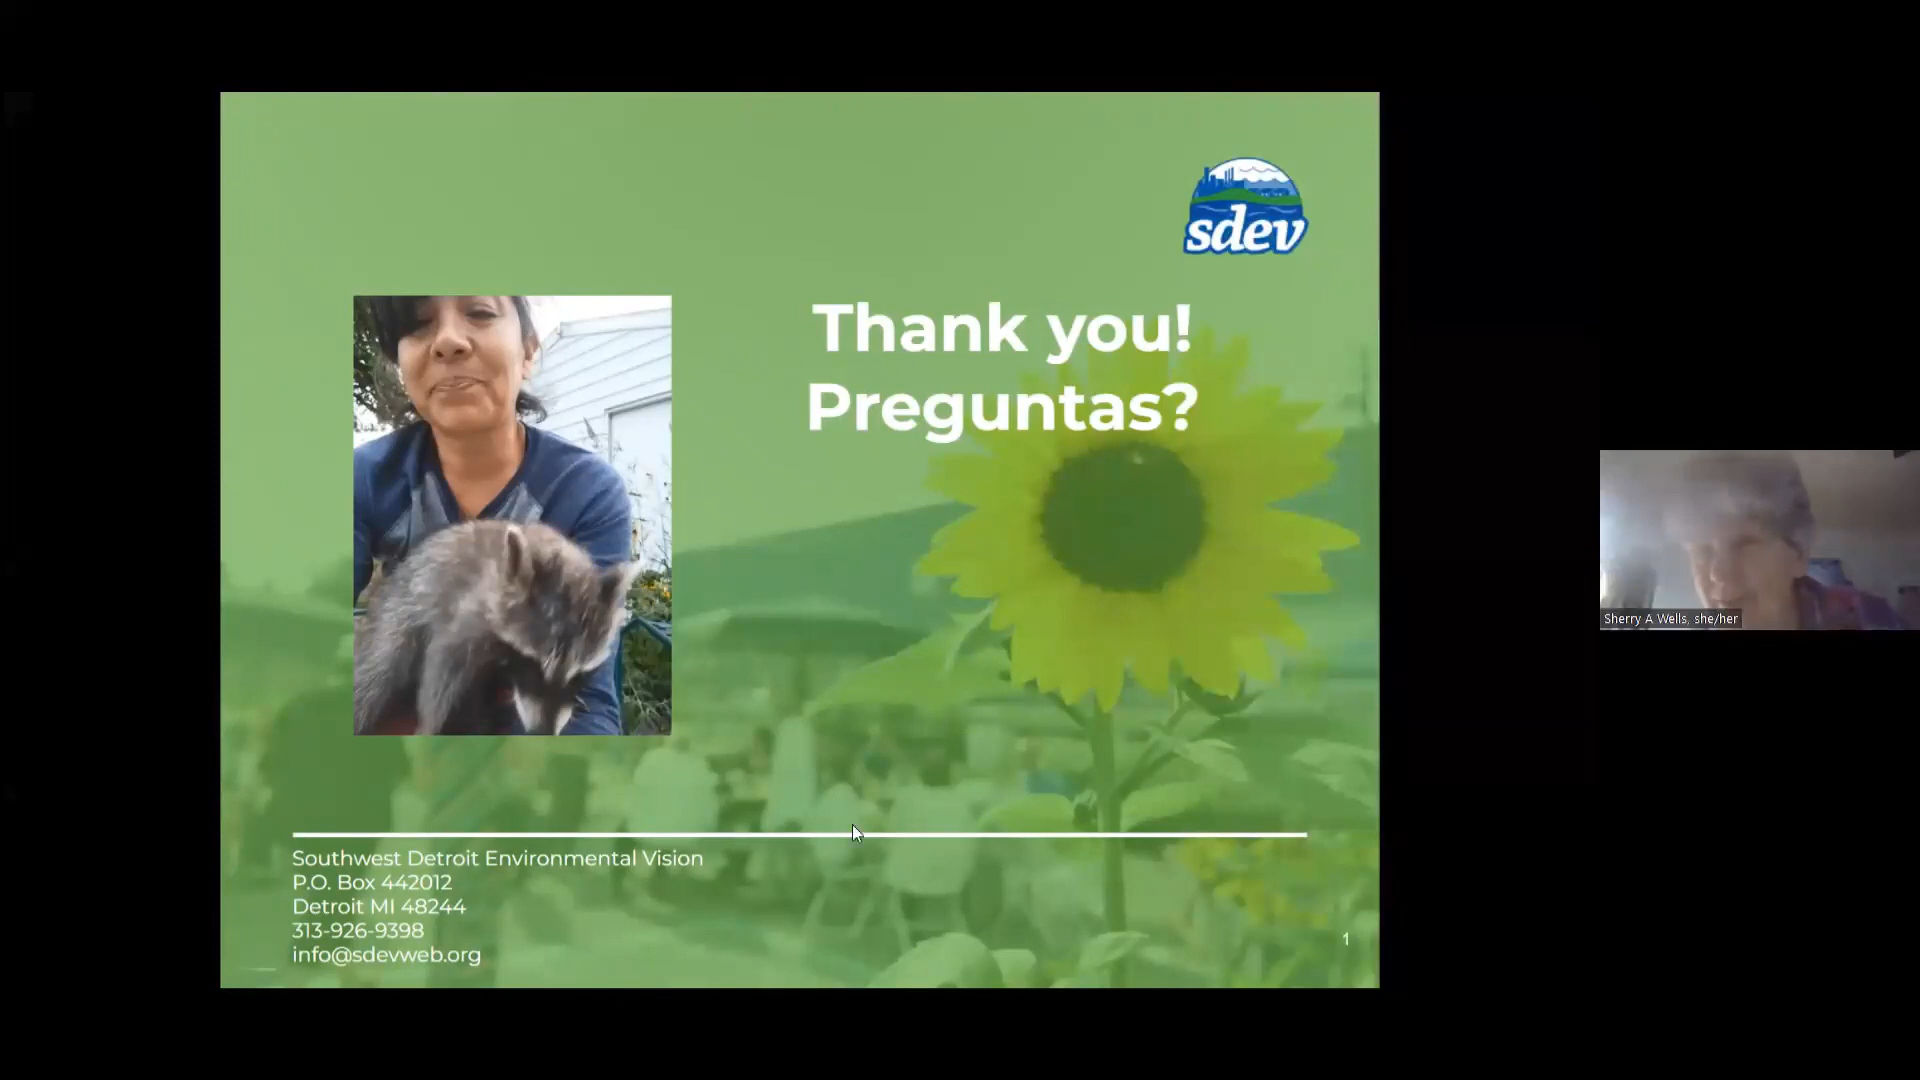 sdev
Thank you!
Preguntas?
Sherry A Wells, she/her
Southwest Detroit Environmental Vision
P.O. Box 442012
Detroit MI 48244
313-926-9398
info@sdevweb.org
1